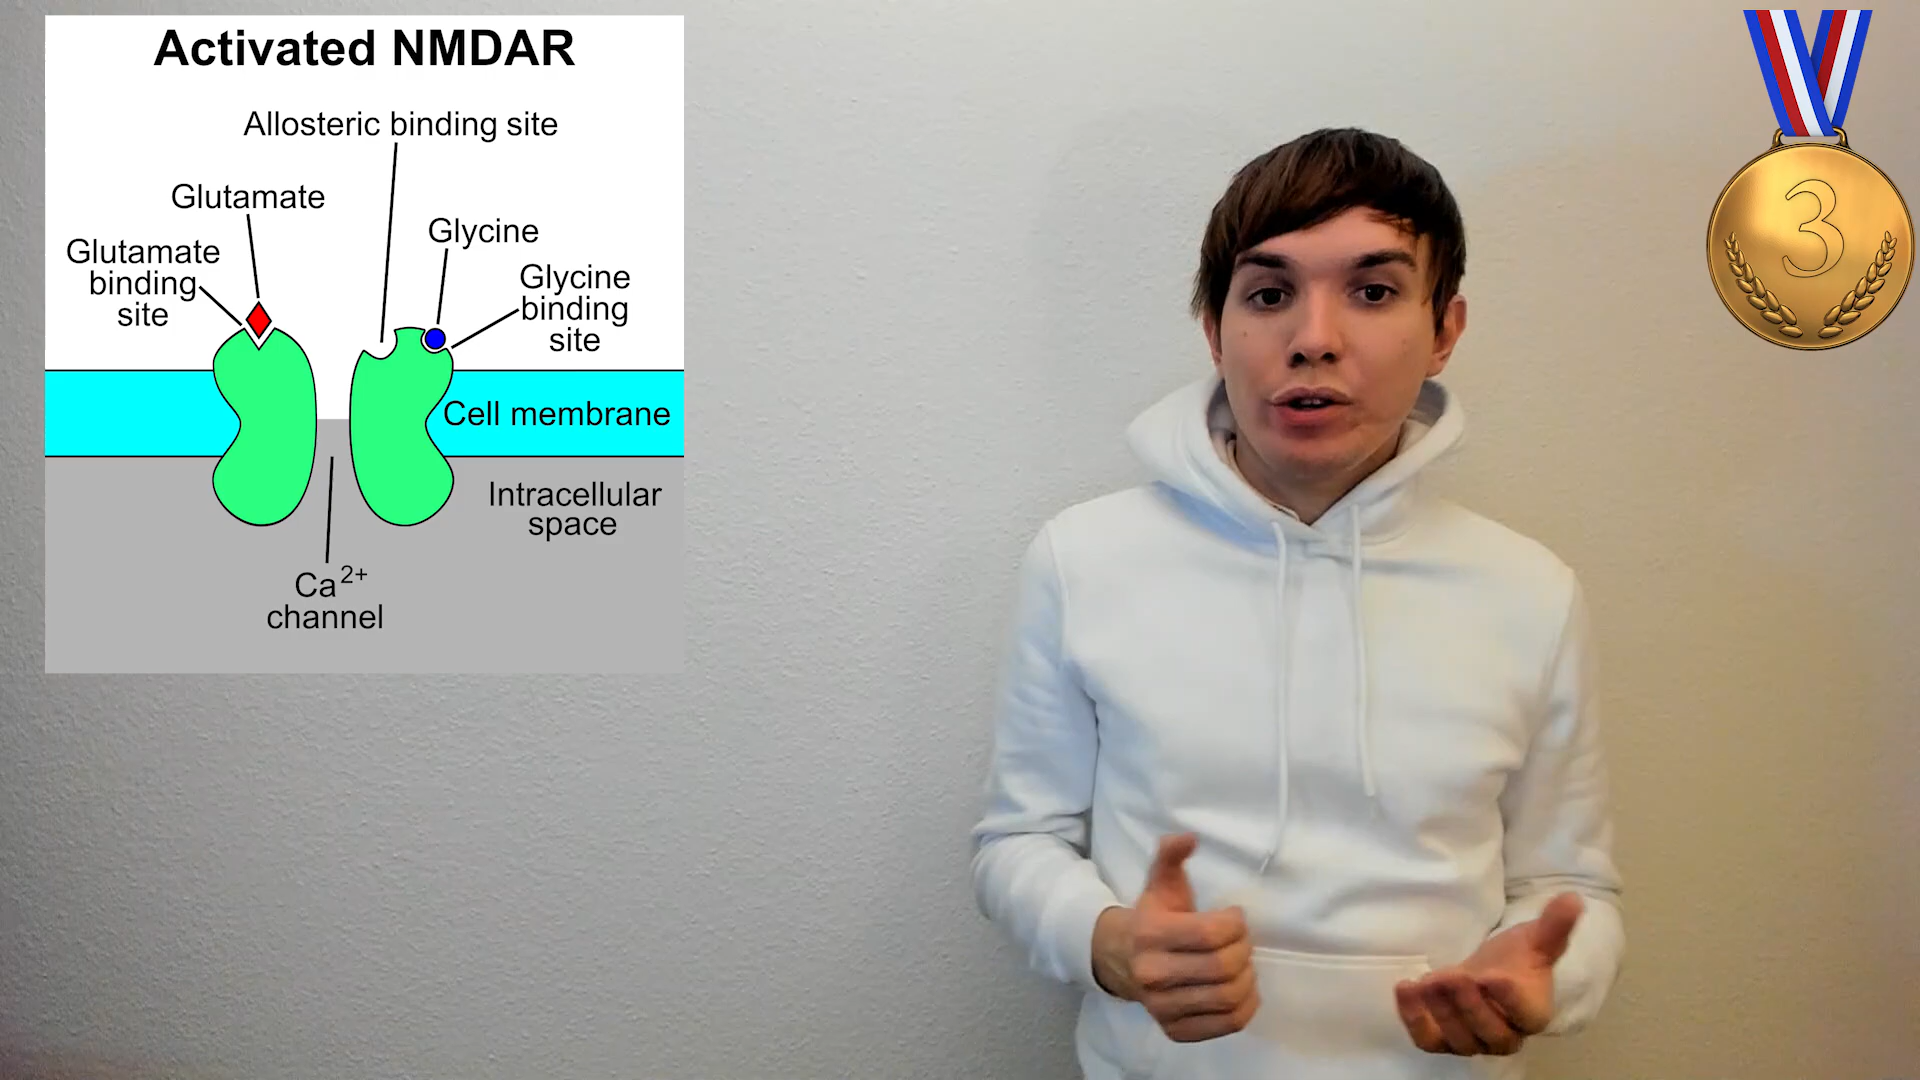 Activated NMDAR
Allosteric binding site
Glutamate
Glycine
Glutamate
binding
site
Glycine
binding
site
Cell membrane
Intracellular
space
Ca2+
channel
3